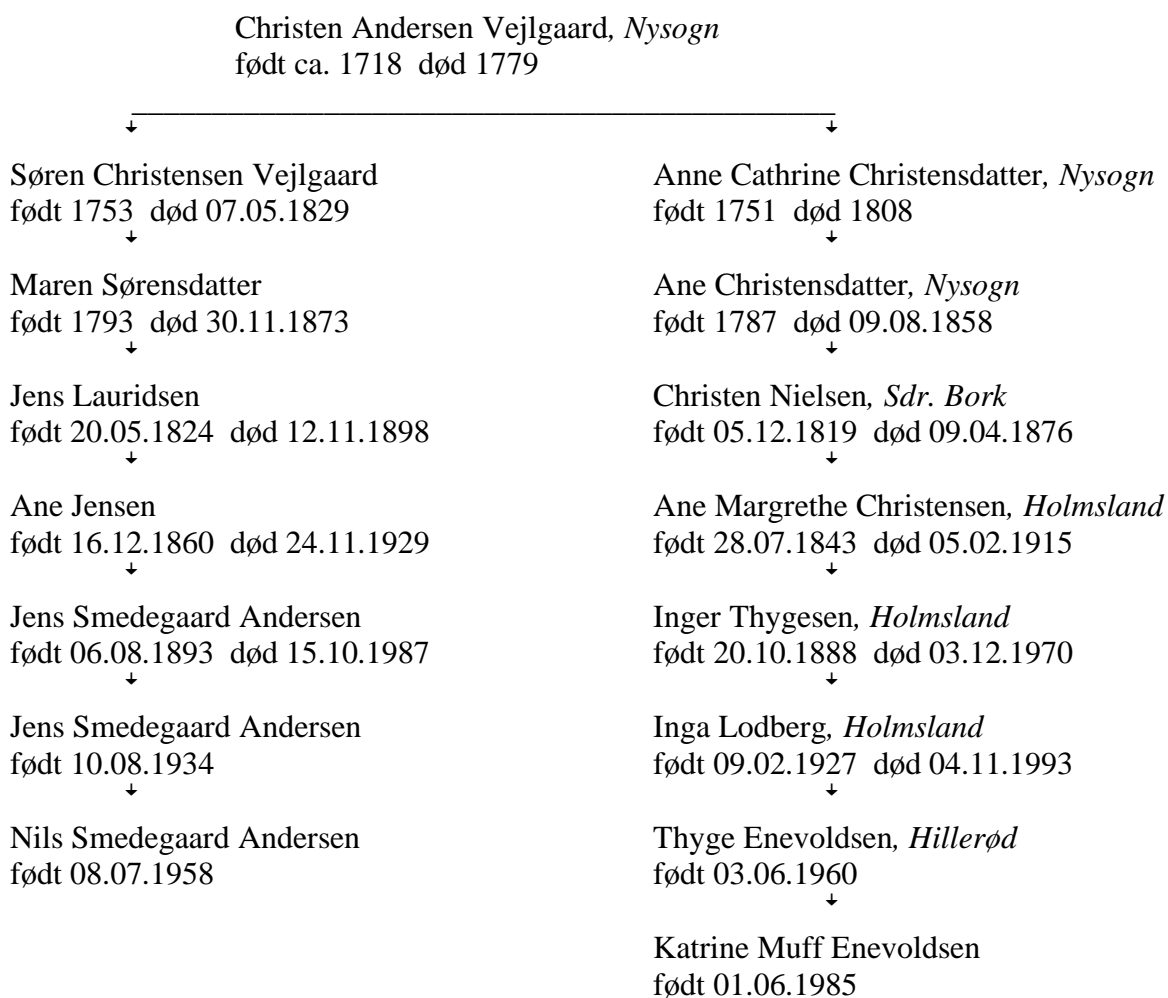 Christen Andersen Vejlgaard, Nysogn
født ca. 1718  død 1779
Søren Christensen Vejlgaard
født 1753  død 07.05.1829
Anne Cathrine Christensdatter, Nysogn
født 1751  død 1808
Maren Sørensdatter
født 1793  død 30.11.1873
Ane Christensdatter, Nysogn
født 1787  død 09.08.1858
Jens Lauridsen
født 20.05.1824  død 12.11.1898
Christen Nielsen, Sdr. Bork
født 05.12.1819  død 09.04.1876
Ane Jensen
født 16.12.1860  død 24.11.1929
Ane Margrethe Christensen, Holmsland
født 28.07.1843  død 05.02.1915
Jens Smedegaard Andersen
født 06.08.1893  død 15.10.1987
Inger Thygesen, Holmsland
født 20.10.1888  død 03.12.1970
Jens Smedegaard Andersen
født 10.08.1934
Inga Lodberg, Holmsland
født 09.02.1927  død 04.11.1993
Nils Smedegaard Andersen
født 08.07.1958
Thyge Enevoldsen, Hillerød
født 03.06.1960
Katrine Muff Enevoldsen
født 01.06.1985